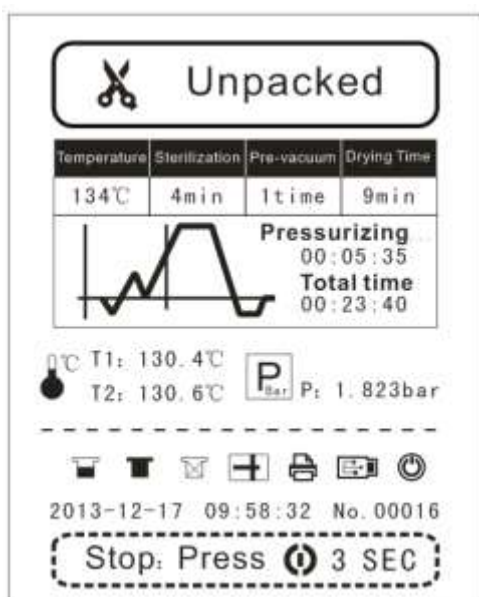 Unpacked
Temperature Sterilization Pre-vacuum Drying Time
134℃ 4min 1time 9min
Pressurizing...
00:05:35
Total time
00:23:40
℃ T1: 130.4℃
T2: 130.6℃
P Bar P: 1.823bar
2013-12-17 09:58:32 No.00016
Stop: Press 3 SEC